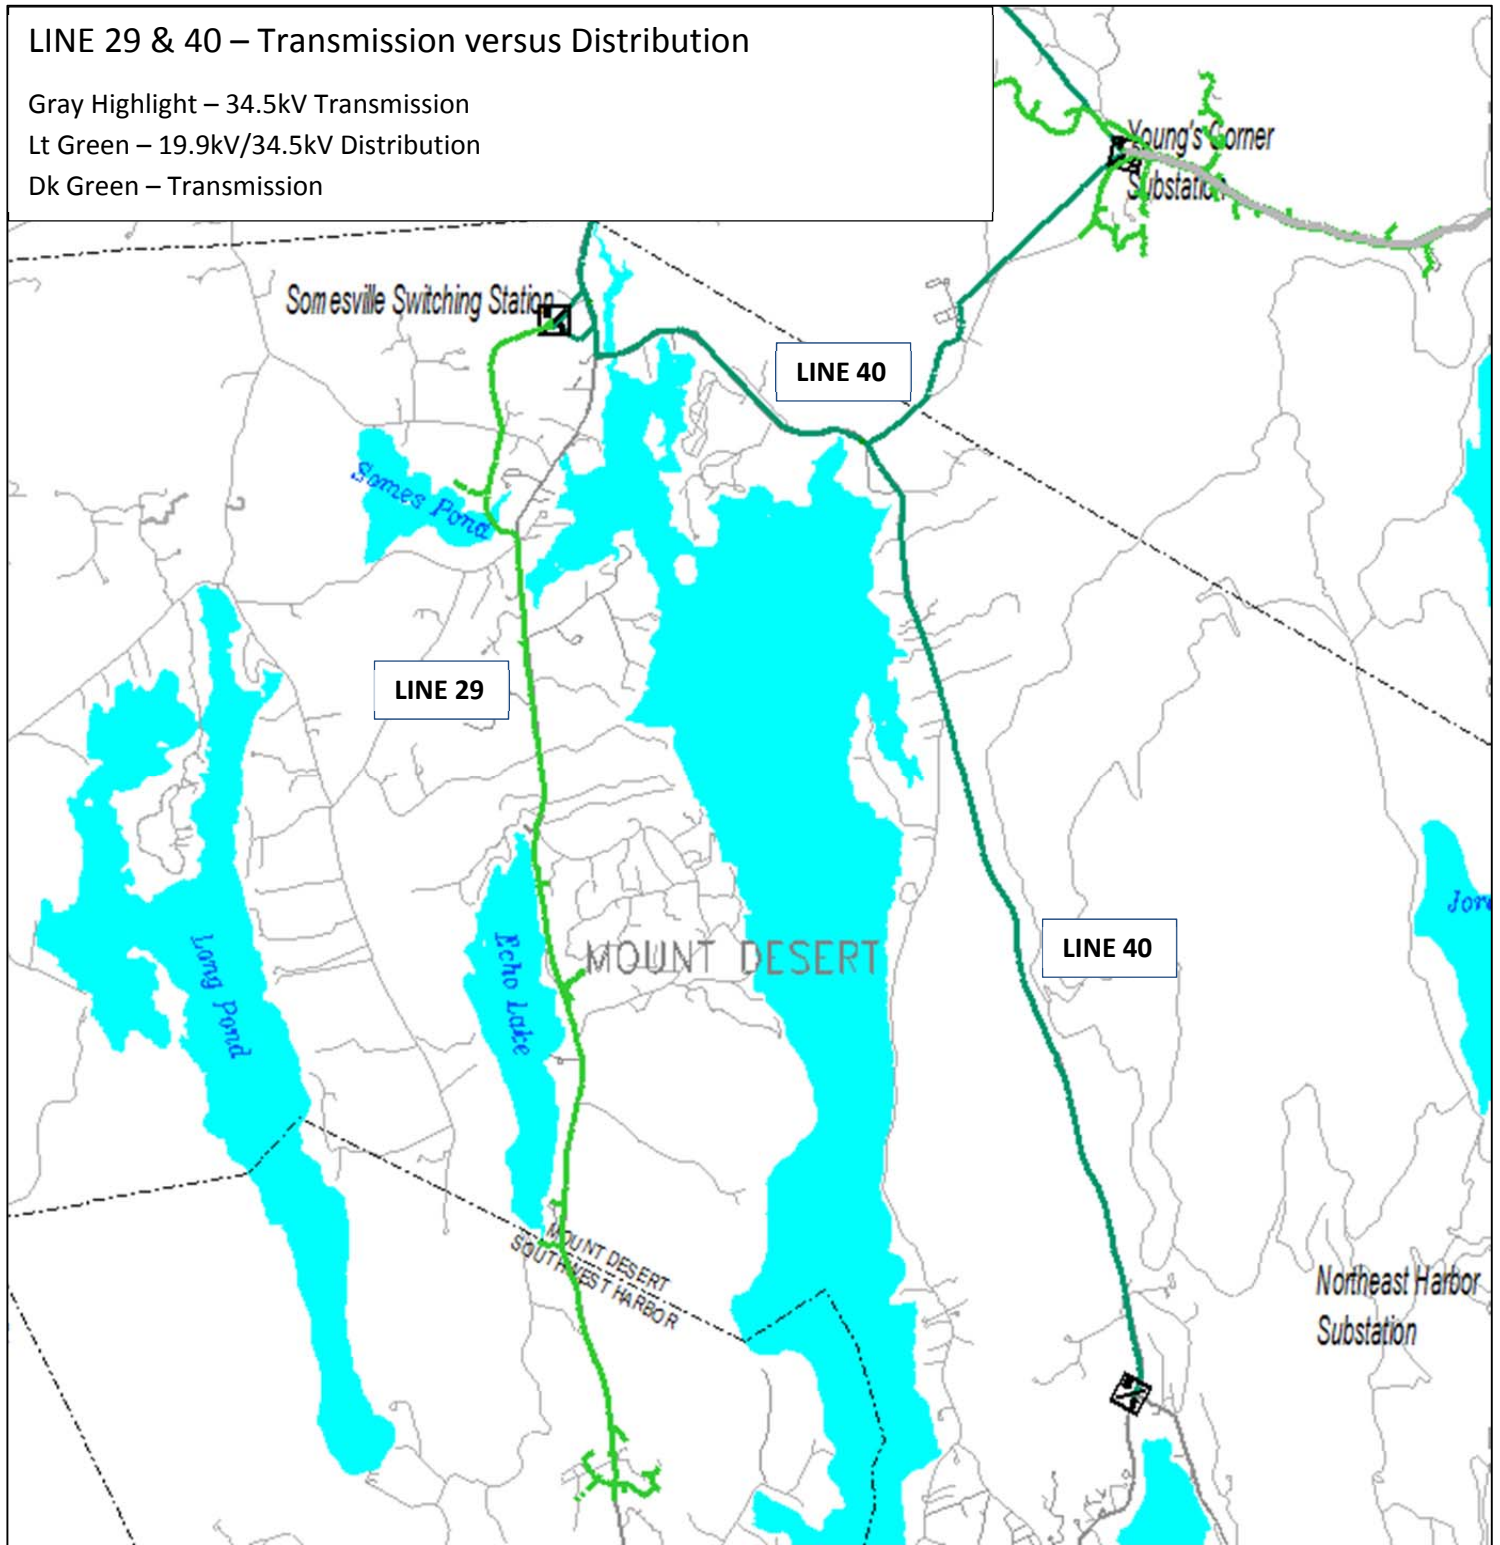 LINE 29 & 40 – Transmission versus Distribution
Gray Highlight – 34.5kV Transmission
Lt Green – 19.9kV/34.5kV Distribution
Dk Green – Transmission
Young's Corner
Substation
Somesville Switching Station
LINE 40
Somes Pond
LINE 29
Jor
LINE 40
MOUNT DESERT
Echo Lake
Long Pond
MOUNT DESERT
SOUTHWEST HARBOR
Northeast Harbor
Substation